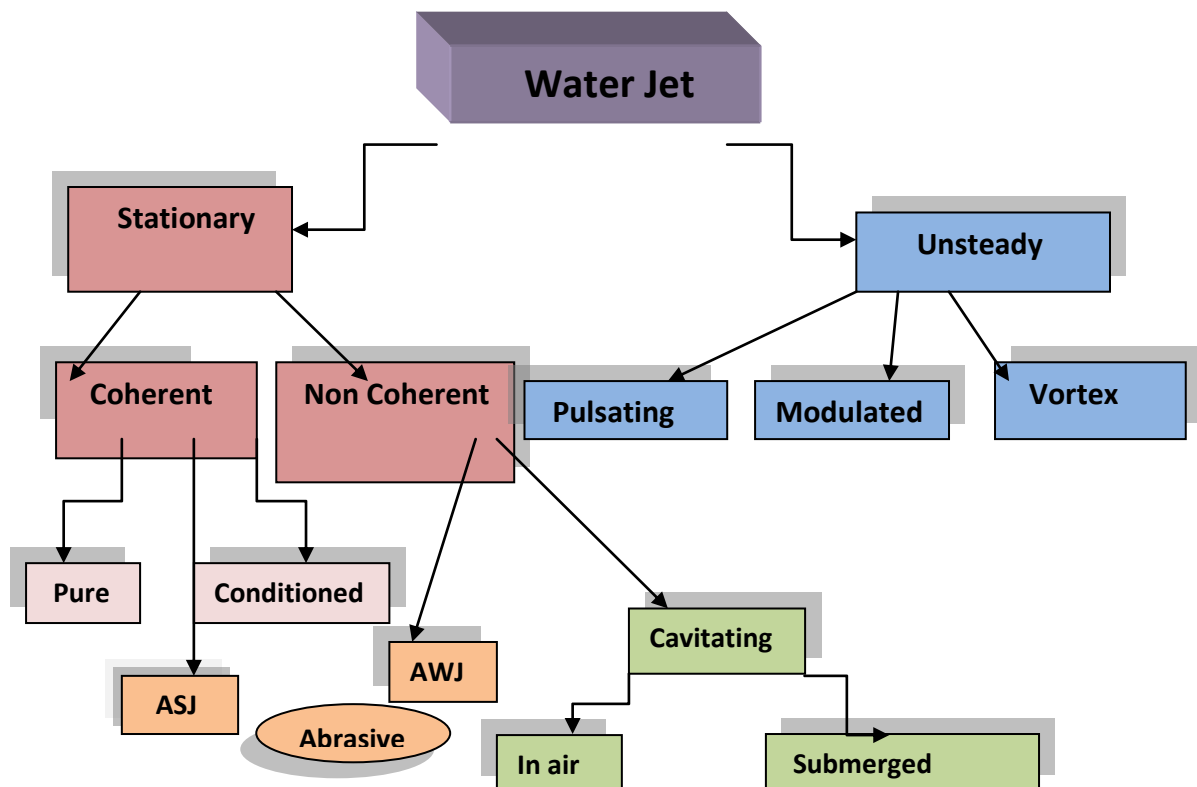 Water Jet
Stationary
Unsteady
Coherent
Non Coherent
Pulsating
Modulated
Vortex
Pure
Conditioned
Cavitating
AWJ
ASJ
Abrasive
In air
Submerged